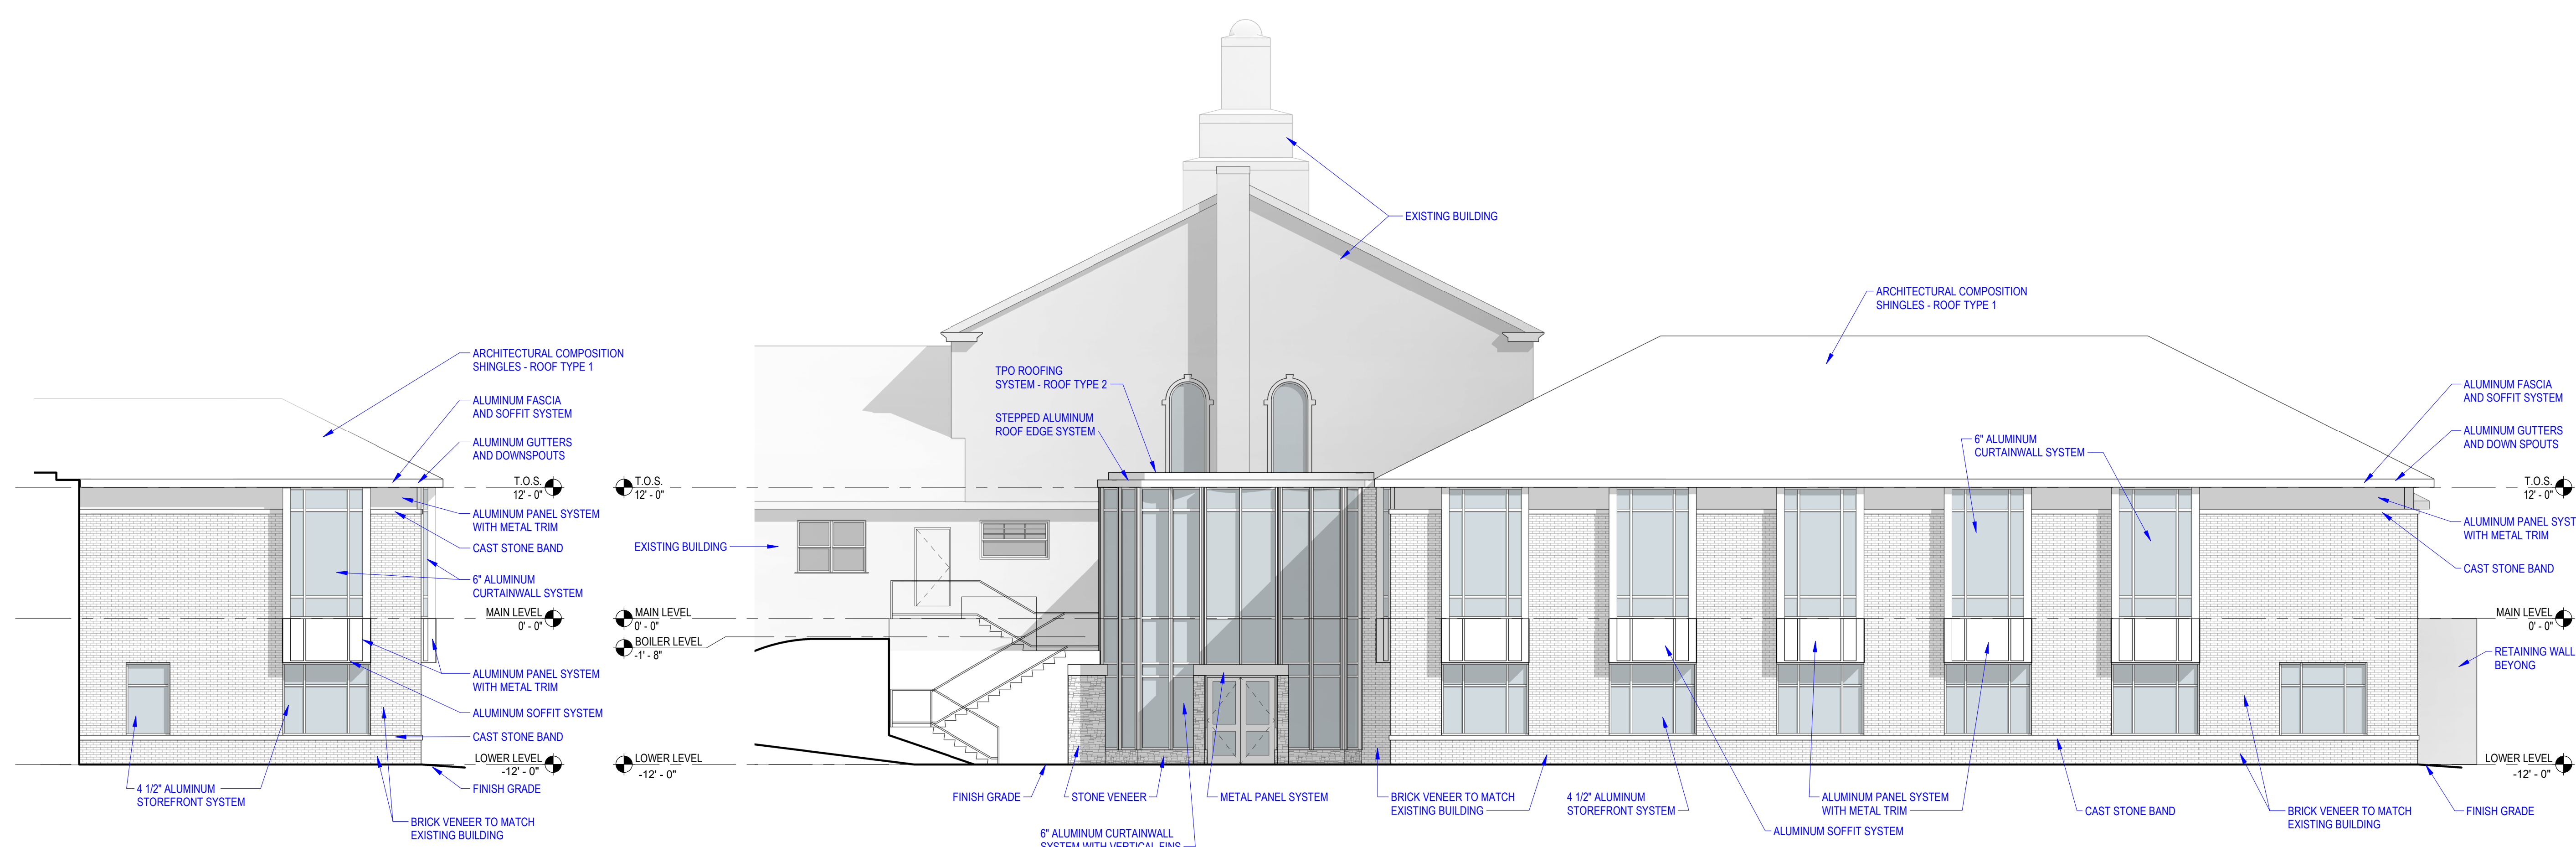 ARCHITECTURAL COMPOSITION
SHINGLES - ROOF TYPE 1
ALUMINUM FASCIA
AND SOFFIT SYSTEM
ALUMINUM GUTTERS
AND DOWNSPOUTS
T.O.S.
12' - 0"
ALUMINUM PANEL SYSTEM
WITH METAL TRIM
CAST STONE BAND
6" ALUMINUM
CURTAINWALL SYSTEM
MAIN LEVEL
0' - 0"
ALUMINUM PANEL SYSTEM
WITH METAL TRIM
ALUMINUM SOFFIT SYSTEM
CAST STONE BAND
LOWER LEVEL
-12' - 0"
FINISH GRADE
4 1/2" ALUMINUM
STOREFRONT SYSTEM
BRICK VENEER TO MATCH
EXISTING BUILDING
T.O.S.
12' - 0"
EXISTING BUILDING
MAIN LEVEL
0' - 0"
BOILER LEVEL
-1' - 8"
LOWER LEVEL
-12' - 0"
EXISTING BUILDING
TPO ROOFING
SYSTEM - ROOF TYPE 2
STEPPED ALUMINUM
ROOF EDGE SYSTEM
ARCHITECTURAL COMPOSITION
SHINGLES - ROOF TYPE 1
6" ALUMINUM
CURTAINWALL SYSTEM
ALUMINUM FASCIA
AND SOFFIT SYSTEM
ALUMINUM GUTTERS
AND DOWN SPOUTS
T.O.S.
12' - 0"
ALUMINUM PANEL SYST
WITH METAL TRIM
CAST STONE BAND
MAIN LEVEL
0' - 0"
RETAINING WALL
BEYONG
LOWER LEVEL
-12' - 0"
FINISH GRADE
STONE VENEER
METAL PANEL SYSTEM
6" ALUMINUM CURTAINWALL
SYSTEM WITH VERTICAL FINS
BRICK VENEER TO MATCH
EXISTING BUILDING
4 1/2" ALUMINUM
STOREFRONT SYSTEM
ALUMINUM PANEL SYSTEM
WITH METAL TRIM
ALUMINUM SOFFIT SYSTEM
CAST STONE BAND
BRICK VENEER TO MATCH
EXISTING BUILDING
FINISH GRADE